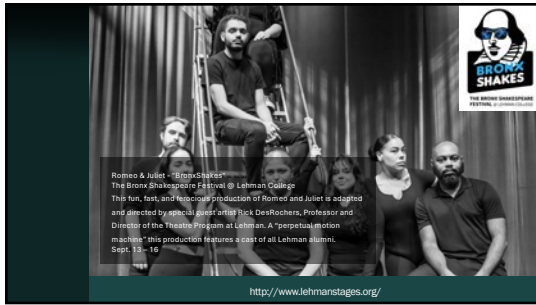 BRONX
SHAKES
THE BRONX SHAKESPEARE
FESTIVAL @ LEHMAN COLLEGE
Romeo & Juliet - "BronxShakes"
The Bronx Shakespeare Festival @ Lehman College
This fun, fast, and ferocious production of Romeo and Juliet is adapted
and directed by special guest artist Rick DesRochers, Professor and
Director of the Theatre Program at Lehman. A "perpetual motion
machine" this production features a cast of all Lehman alumni.
Sept. 13 – 16
http://www.lehmanstages.org/